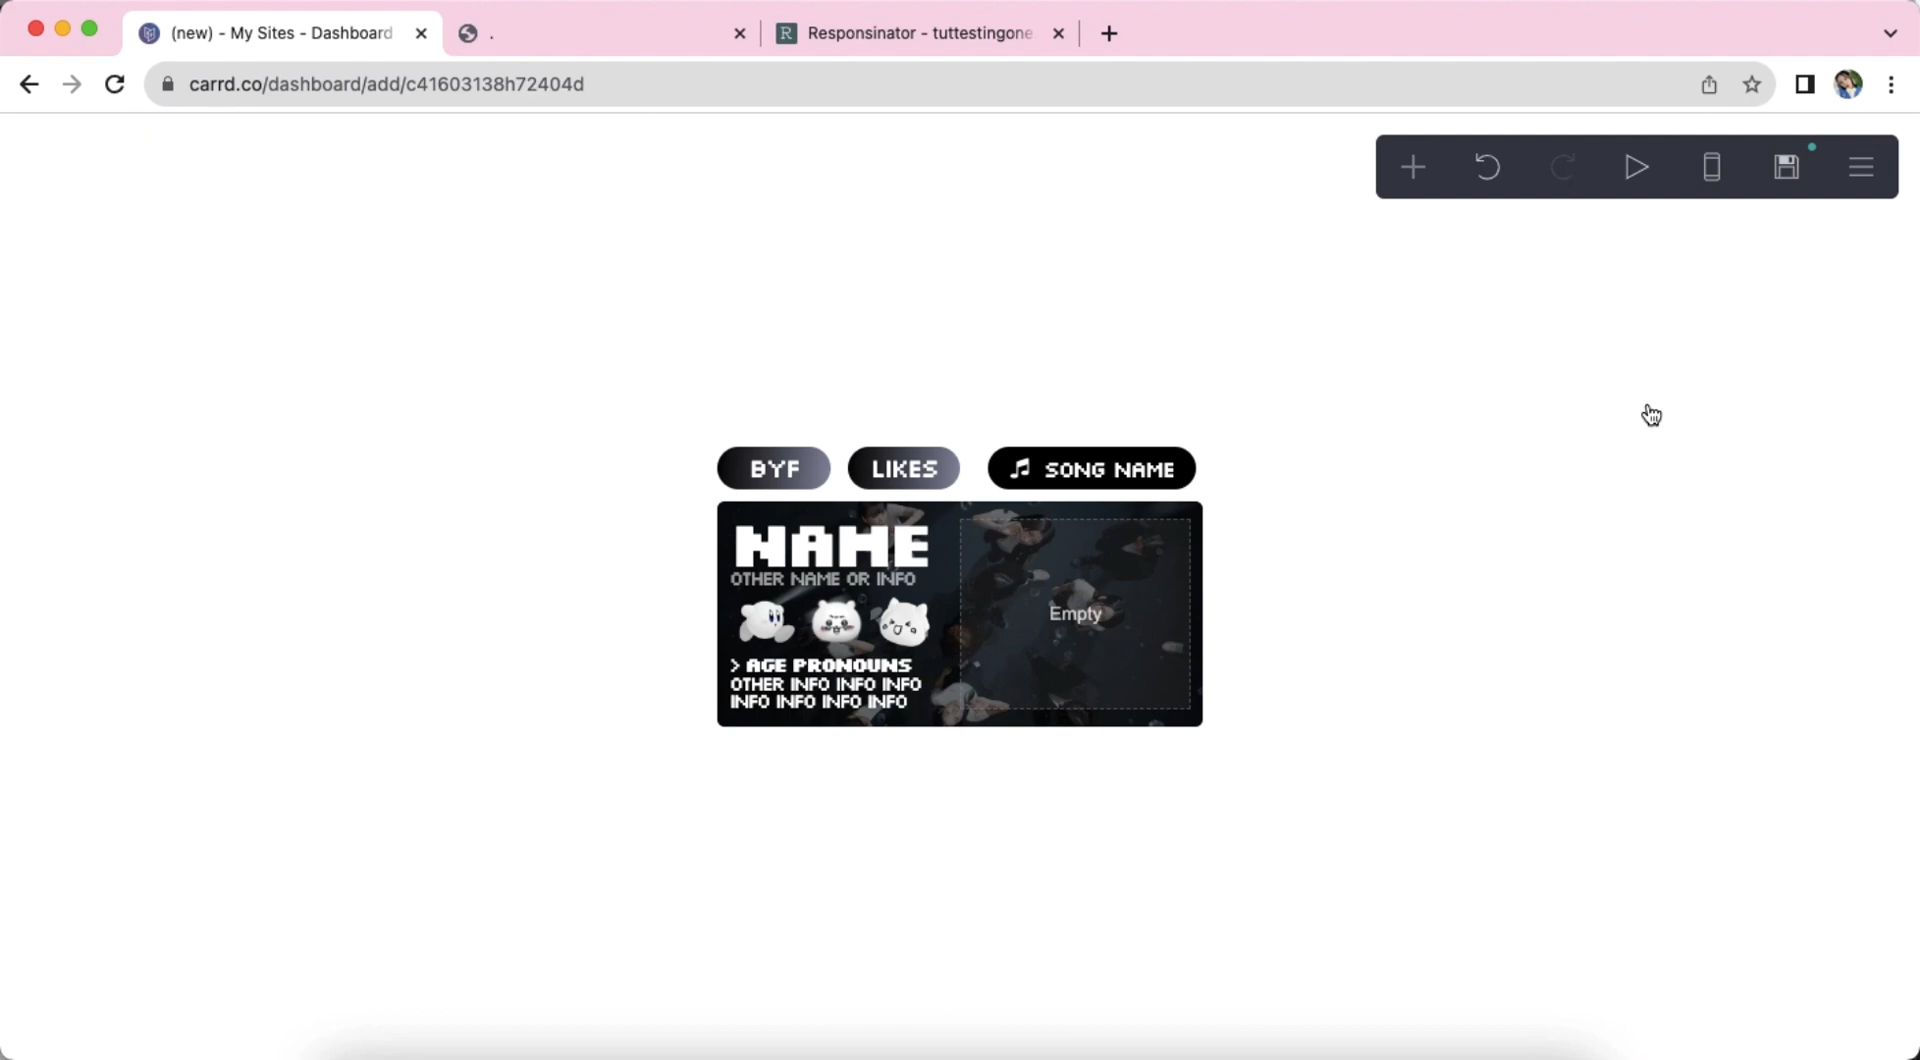 (new) - My Sites - Dashboard
.
R
Responsinator - tuttestingone
carrd.co/dashboard/add/c41603138h72404d
BYF
LIKES
SONG NAME
NAME
OTHER NAME OR INFO
Empty
> AGE PRONOUNS
OTHER INFO INFO INFO
INFO INFO INFO INFO